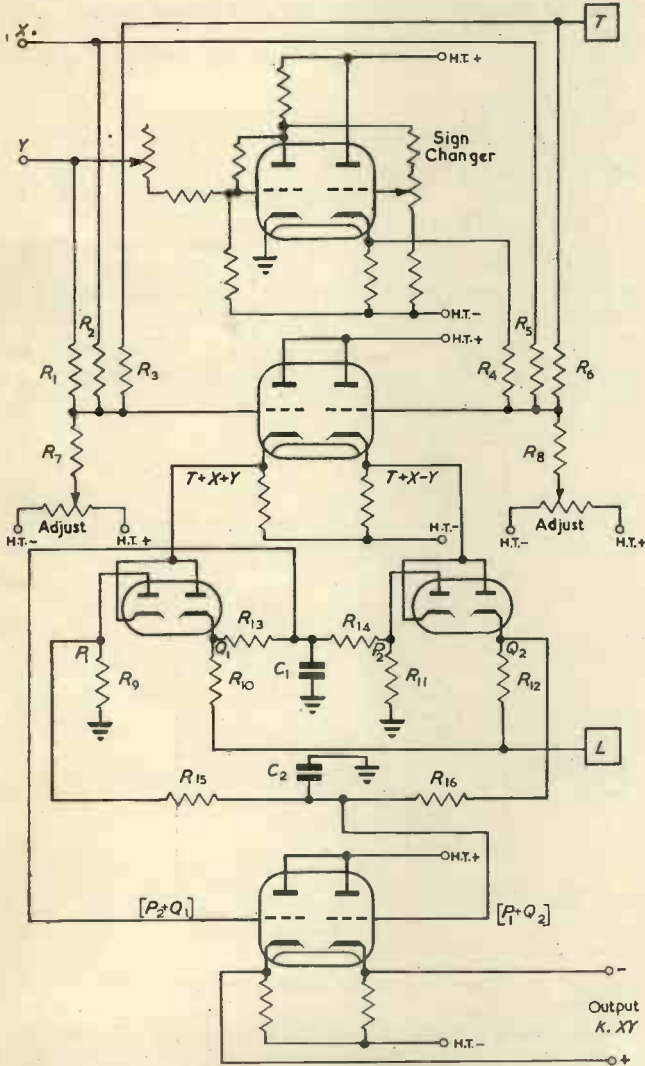 T
X.
H.T.+
Y
Sign
Changer
H.T.-
R2
R5
R1
R3
H.T.+
R4
R6
R7
T+X+Y
T+X-Y
R8
Adjust
H.T.-
Adjust
H.T.-
H.T.+
H.T.-
H.T.+
R13
R14
P1
Q1
P2
Q2
R9
R10
C1
R11
R12
C2
L
R15
R16
H.T.+
[P2+Q1]
[P1+Q2]
-
Output
K.XY
H.T.-
+